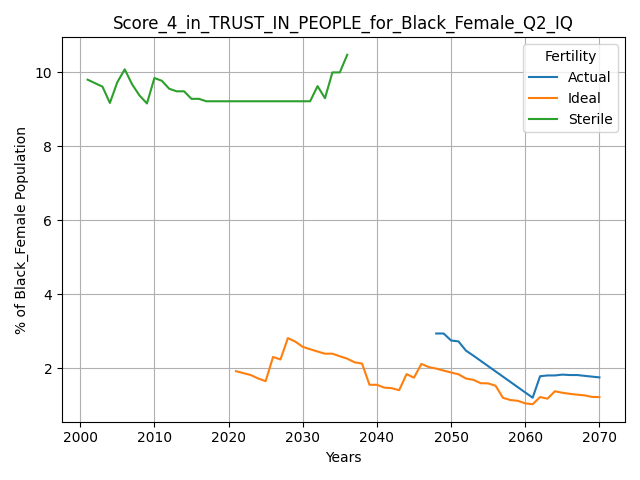 Score_4_in_TRUST_IN_PEOPLE_for_Black_Female_Q2_IQ
Fertility
Actual
Ideal
Sterile
% of Black_Female Population
10
8
6
4
2
2000 2010 2020 2030 2040 2050 2060 2070
Years